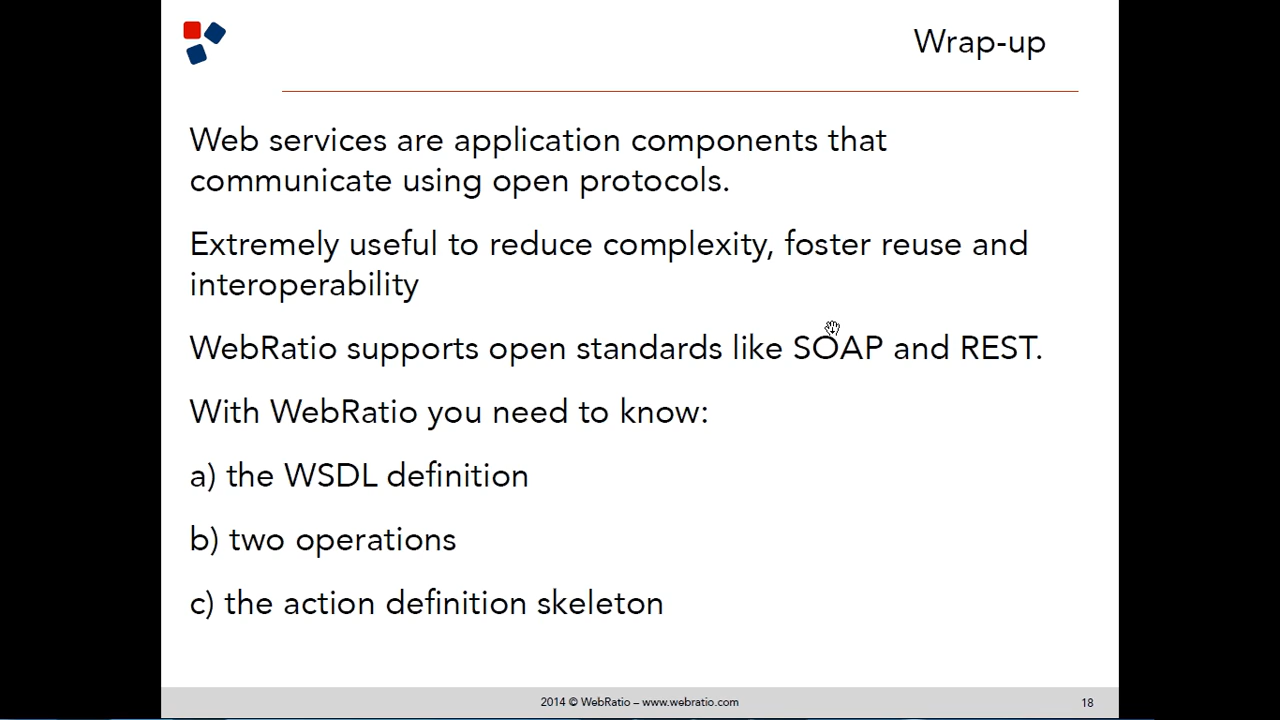 Wrap-up
Web services are application components that
communicate using open protocols.
Extremely useful to reduce complexity, foster reuse and
interoperability
WebRatio supports open standards like SOAP and REST.
With WebRatio you need to know:
a) the WSDL definition
b) two operations
c) the action definition skeleton
2014 © WebRatio – www.webratio.com
18